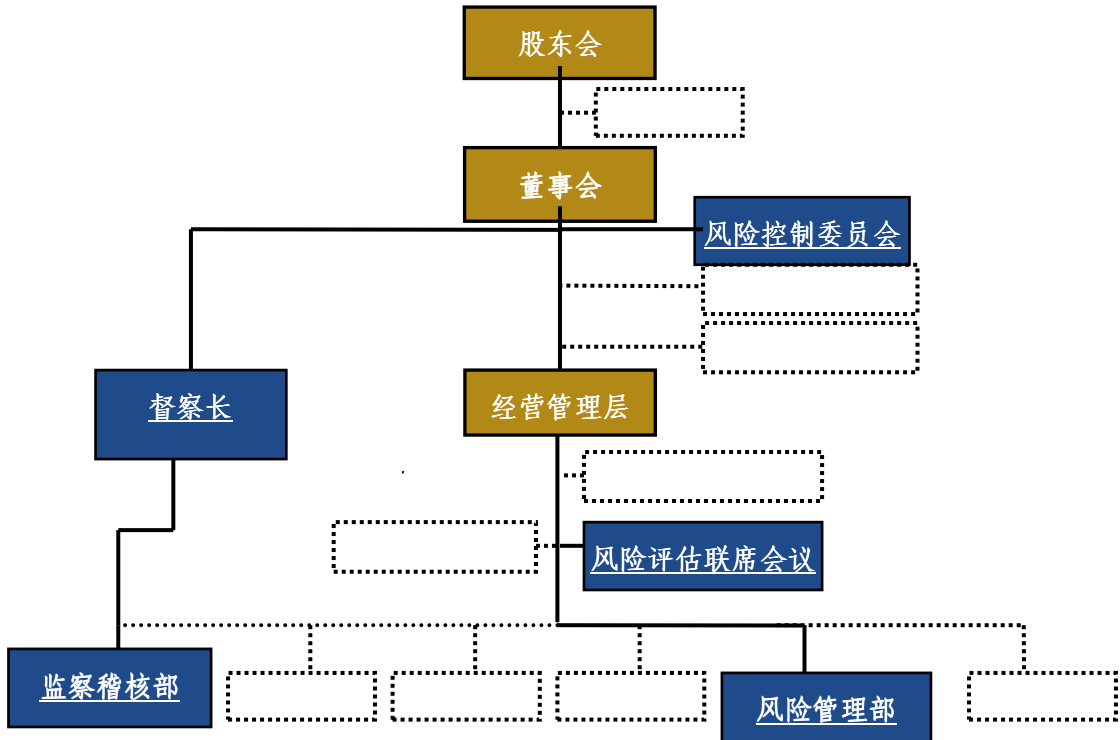 股东会
董事会
风险控制委员会
督察长
经营管理层
风险评估联席会议
监察稽核部
风险管理部